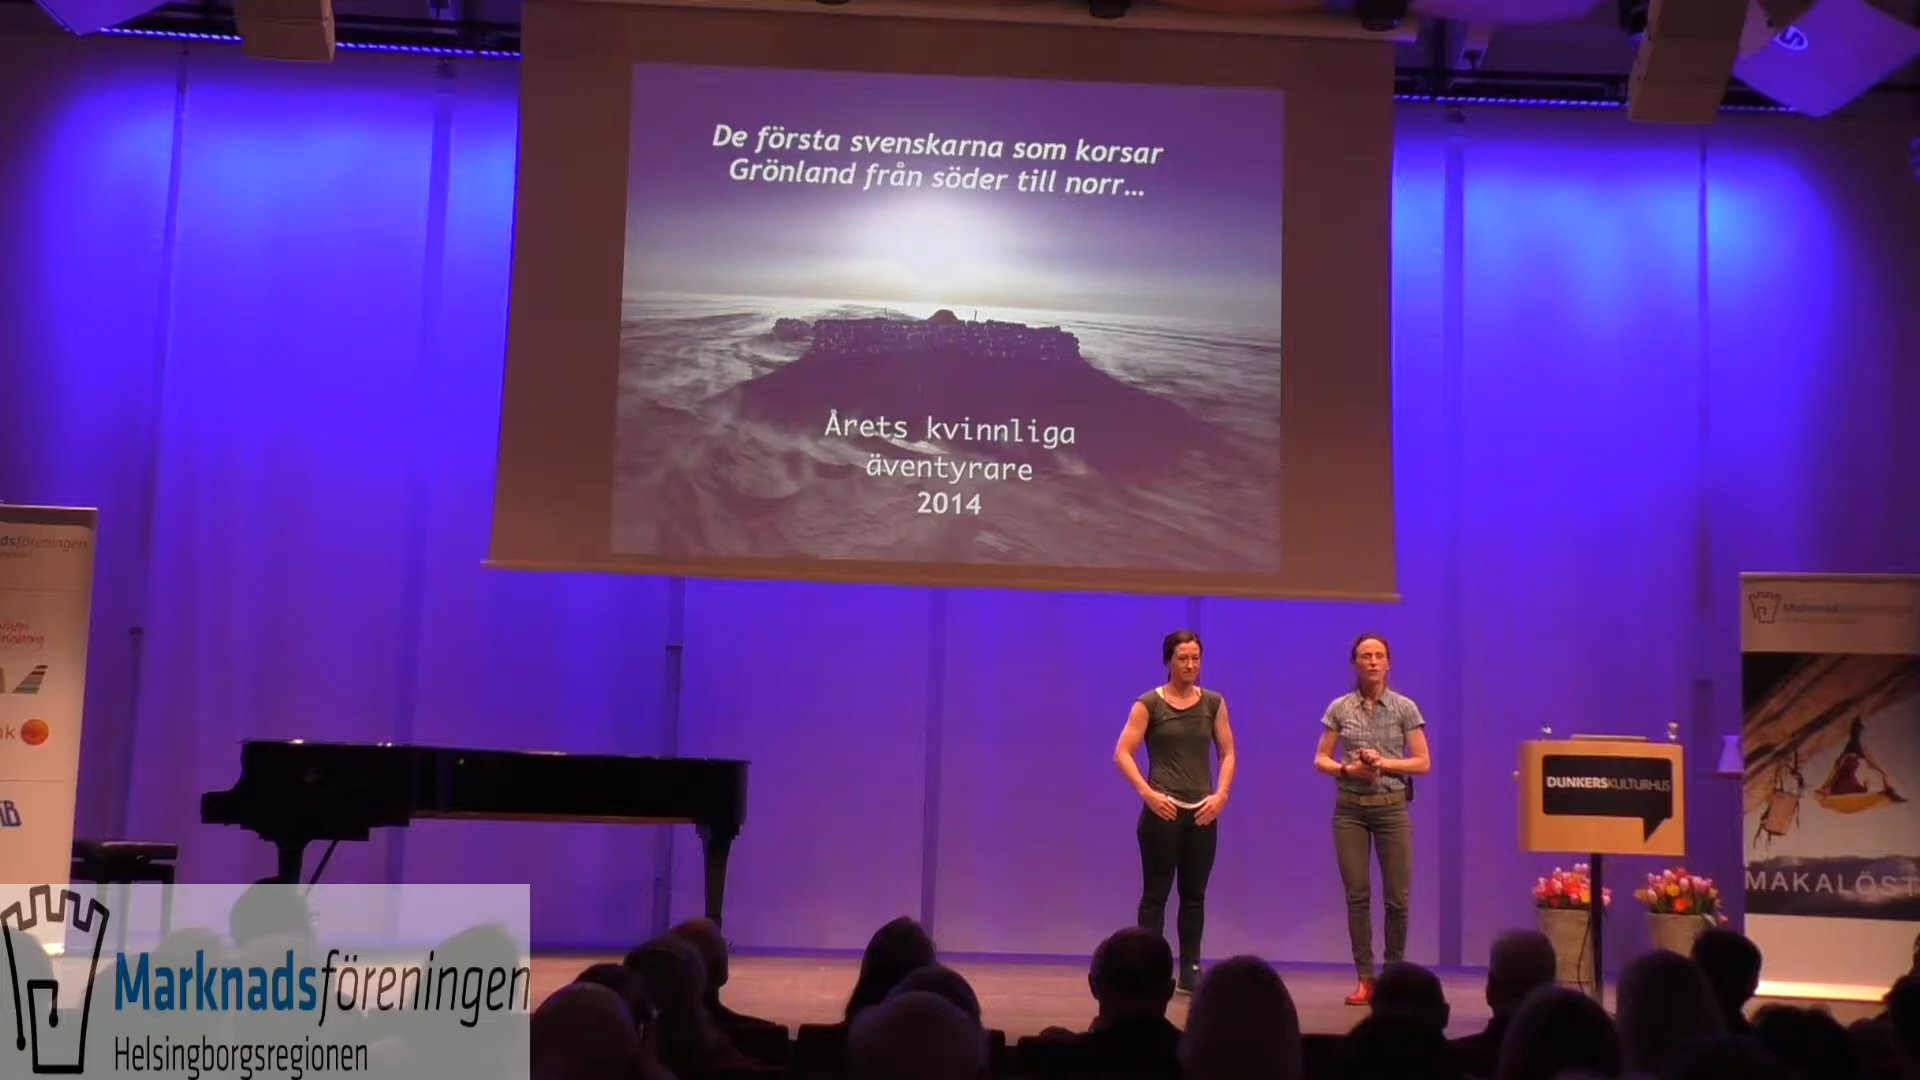 De första svenskarna som korsar
Grönland från söder till norr...
Årets kvinnliga
äventyrare
2014
DUNKERSKULTURHUS
MAKALÖST
Marknadsföreningen
Helsingborgsregionen